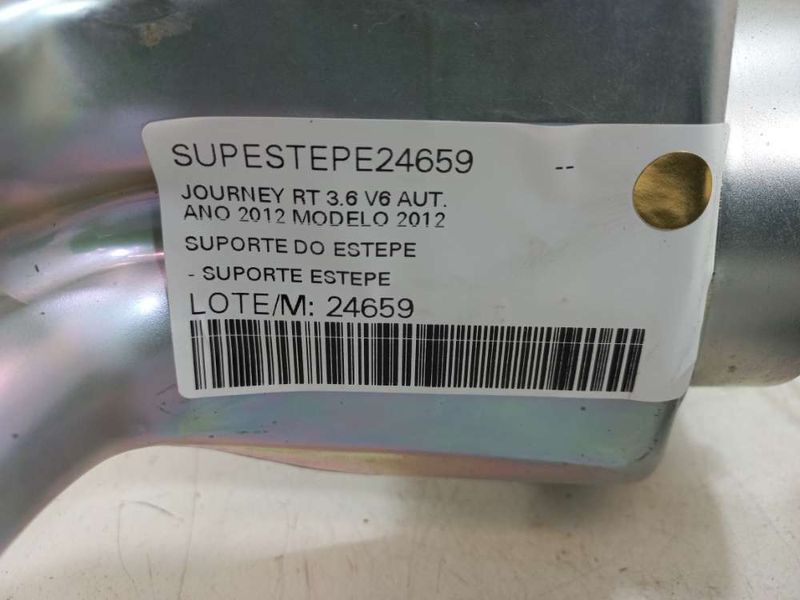 SUPESTEPE24659 --
JOURNEY RT 3.6 V6 AUT.
ANO 2012 MODELO 2012
SUPORTE DO ESTEPE
- SUPORTE ESTEPE
LOTE/M: 24659